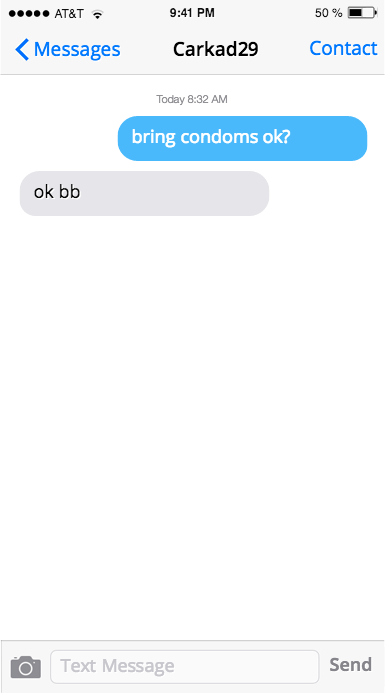 AT&T 9:41 PM 50 %
Messages Carkad29 Contact
Today 8:32 AM
bring condoms ok?
ok bb
Text Message Send